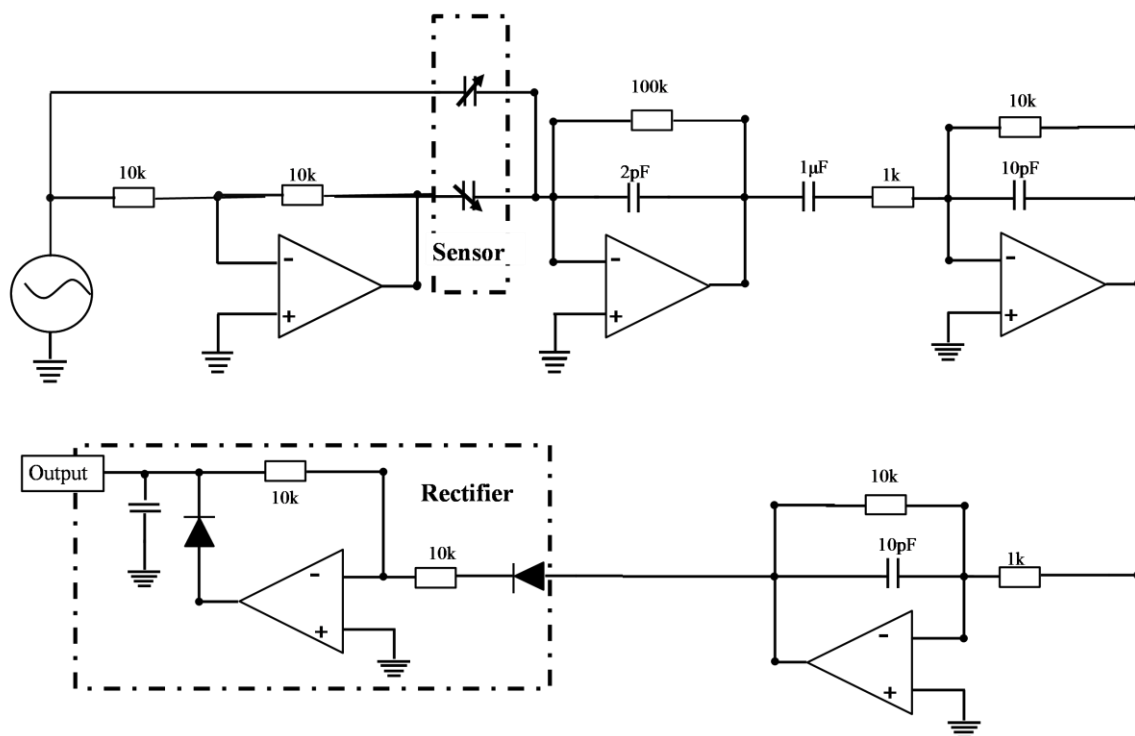 100k
10k
10k
10k
2pF
1μF
1k
10pF
Sensor
-
+
-
+
-
+
Output
10k
Rectifier
10k
10k
10pF
1k
-
+
-
+